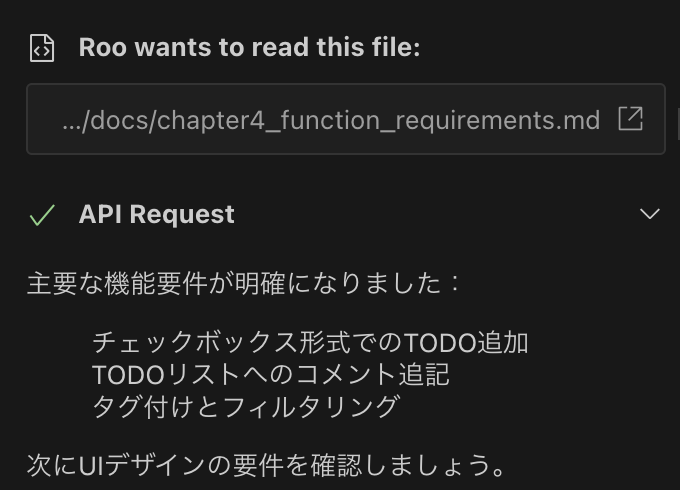 Roo wants to read this file:
.../docs/chapter4_function_requirements.md
API Request
主要な機能要件が明確になりました：
チェックボックス形式でのTODO追加
TODOリストへのコメント追記
タグ付けとフィルタリング
次にUIデザインの要件を確認しましょう。